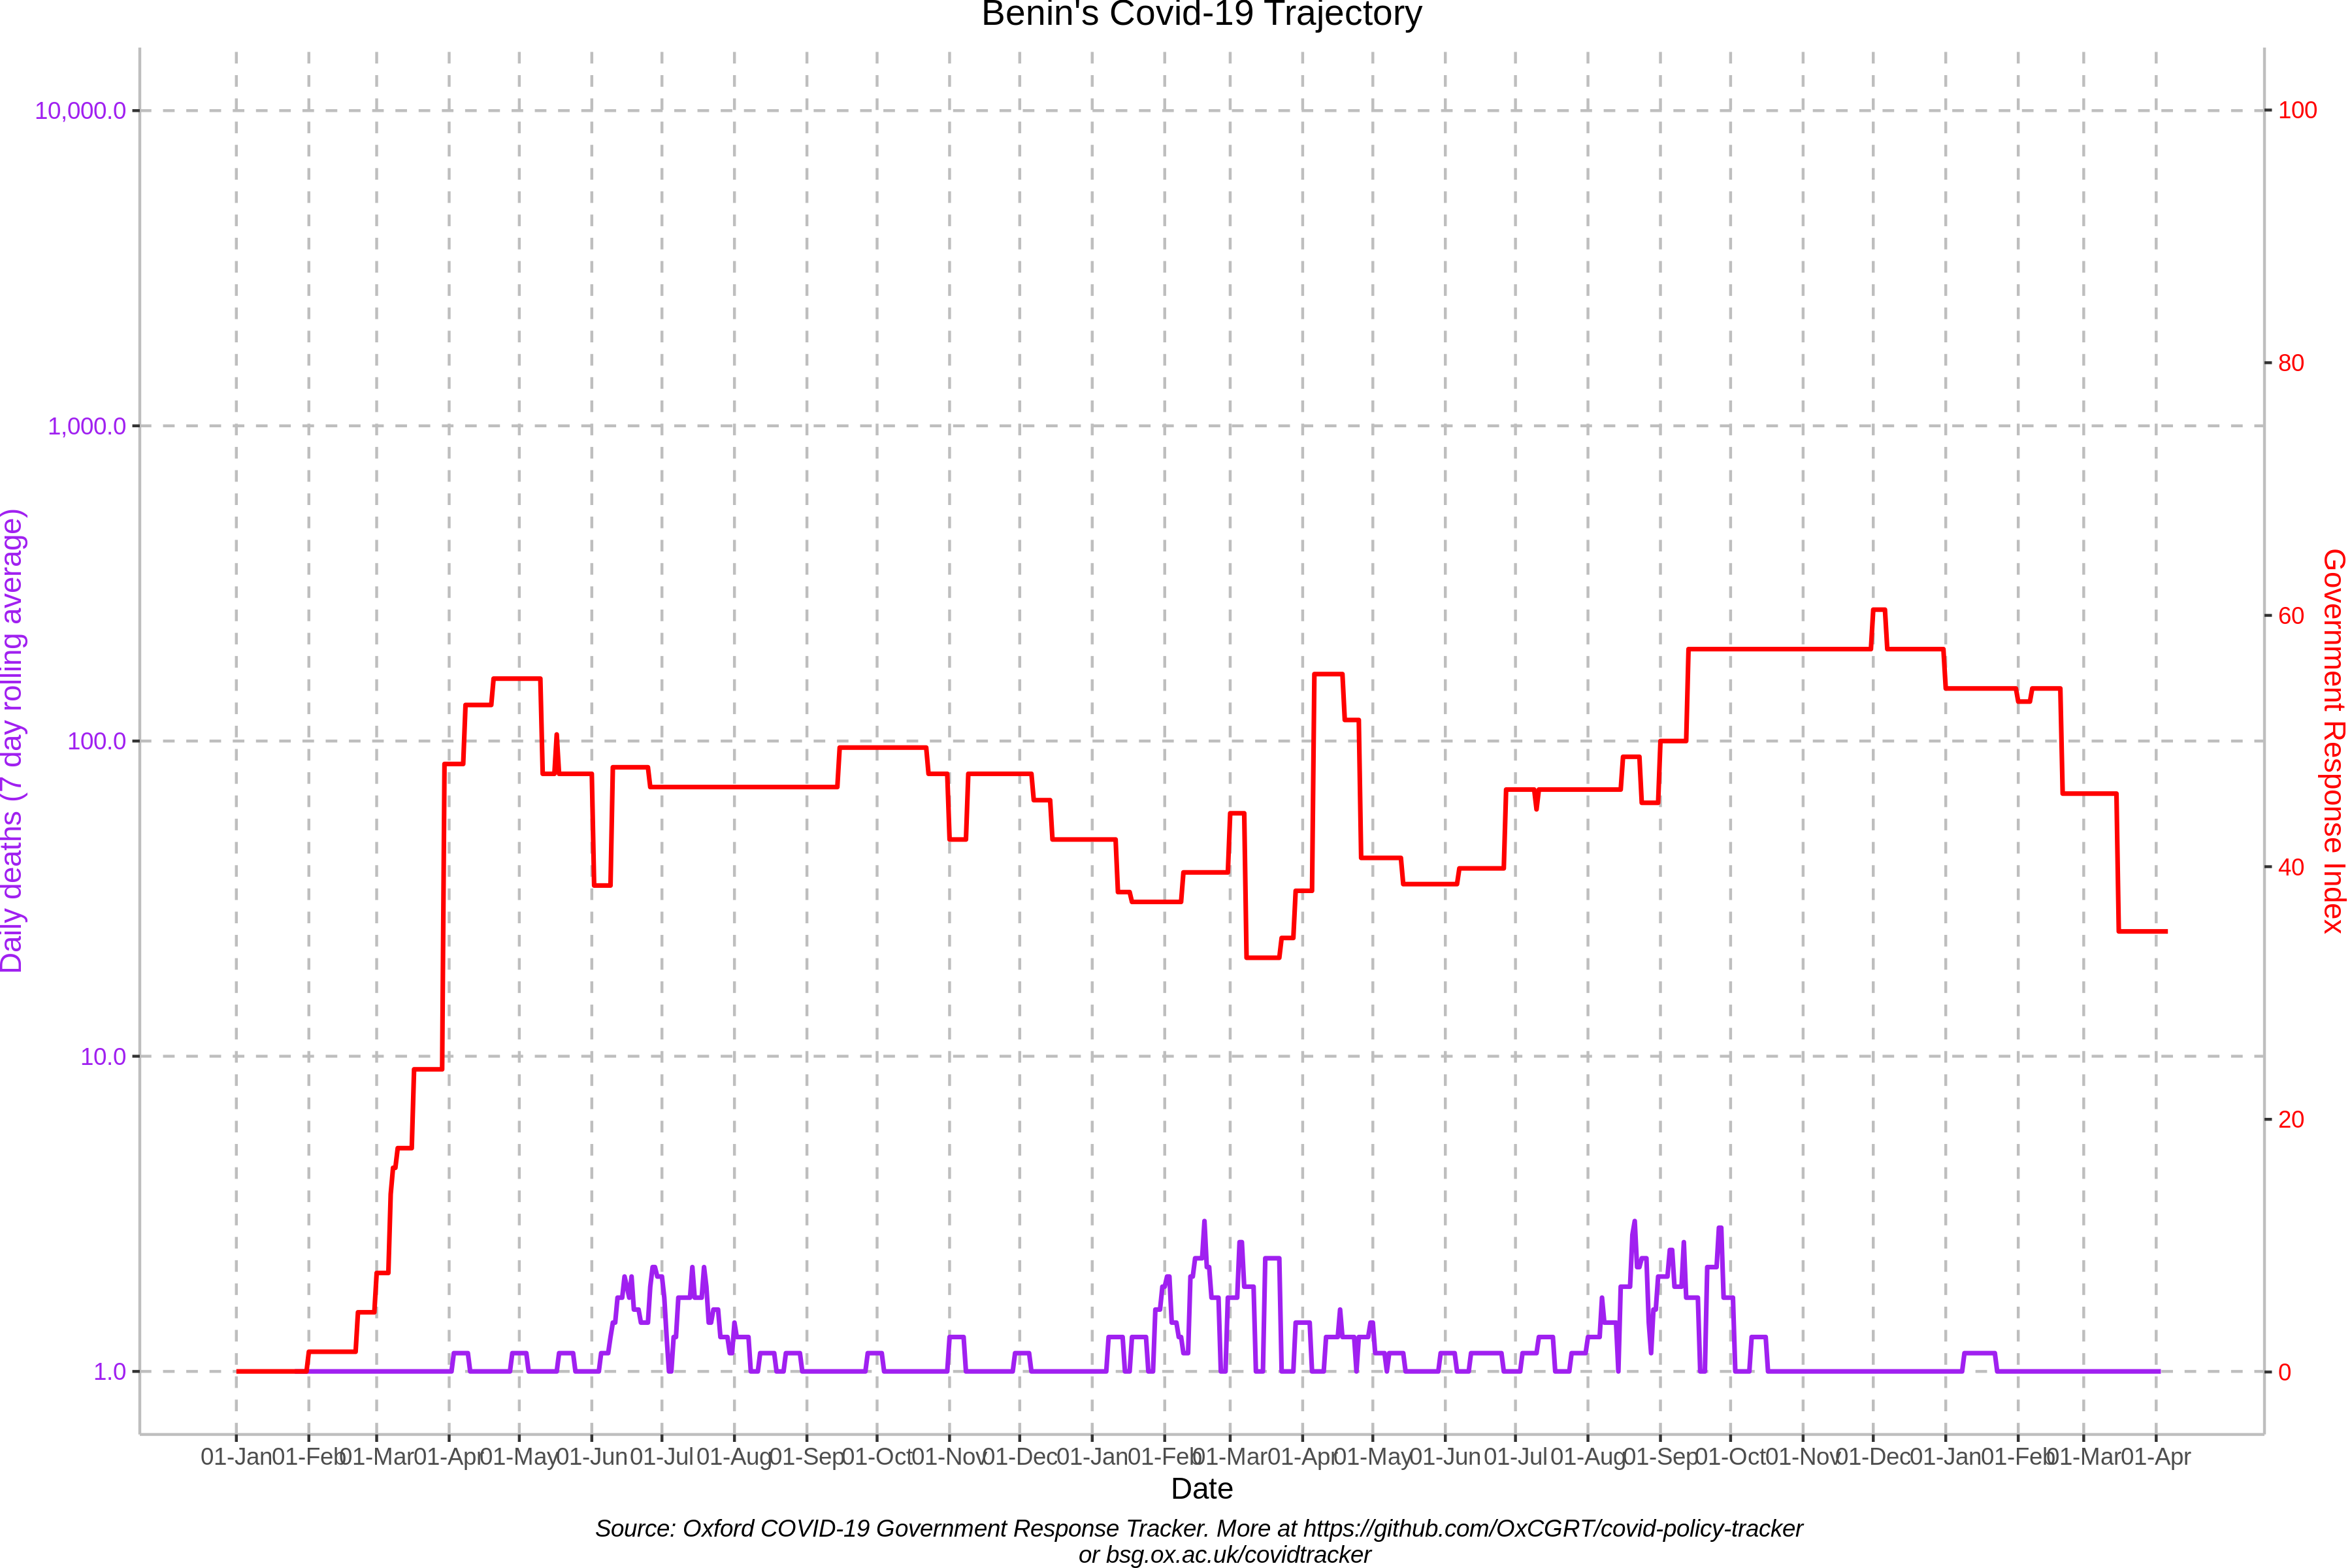 Benin's Covid-19 Trajectory
10,000.0
1,000.0
100.0
10.0
1.0
Daily deaths (7 day rolling average)
100
80
60
40
20
0
Government Response Index
01-Jan 01-Feb 01-Mar 01-Apr 01-May 01-Jun 01-Jul 01-Aug 01-Sep 01-Oct 01-Nov 01-Dec 01-Jan 01-Feb 01-Mar 01-Apr 01-May 01-Jun 01-Jul 01-Aug 01-Sep 01-Oct 01-Nov 01-Dec 01-Jan 01-Feb 01-Mar 01-Apr
Date
Source: Oxford COVID-19 Government Response Tracker. More at https://github.com/OxCGRT/covid-policy-tracker
or bsg.ox.ac.uk/covidtracker